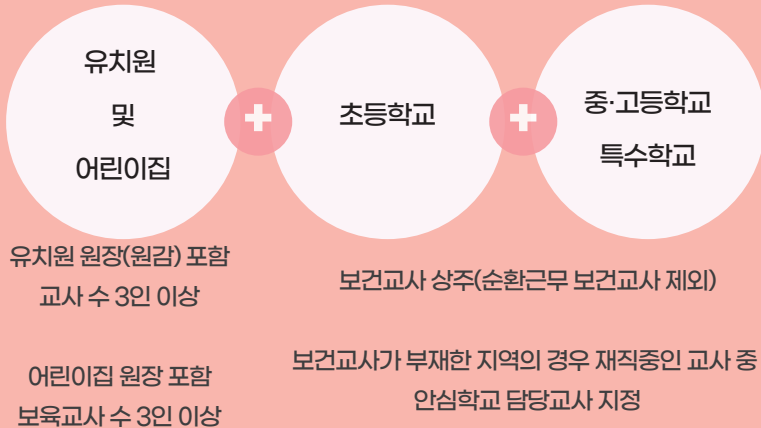 유치원
및
어린이집
초등학교
중·고등학교
특수학교
유치원 원장(원감) 포함
교사 수 3인 이상
어린이집 원장 포함
보육교사 수 3인 이상
보건교사 상주(순환근무 보건교사 제외)
보건교사가 부재한 지역의 경우 재직중인 교사 중
안심학교 담당교사 지정